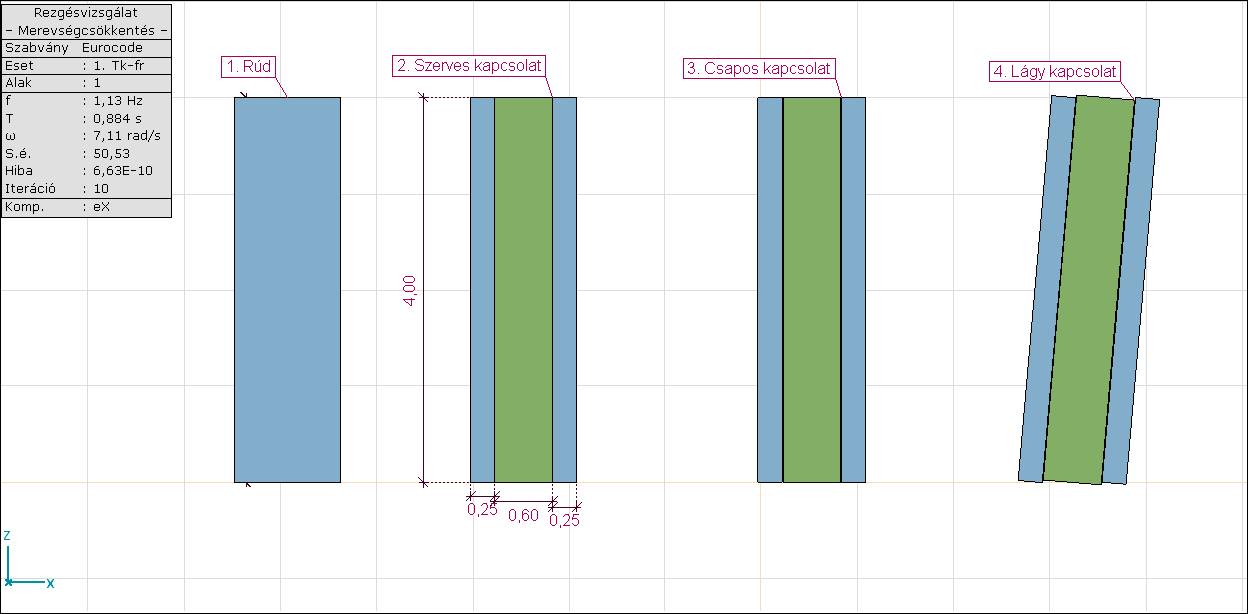 Rezgésvizsgálat
- Merevségcsökkentés -
Szabvány Eurocode
Eset : 1. Tk-fr
Alak : 1
f : 1,13 Hz
T : 0,884 s
ω : 7,11 rad/s
S.é. : 50,53
Hiba : 6,63E-10
Iteráció : 10
Komp. : eX
1. Rúd
2. Szerves kapcsolat
3. Csapos kapcsolat
4. Lágy kapcsolat
4,00
0,25
0,60
0,25
Z
X